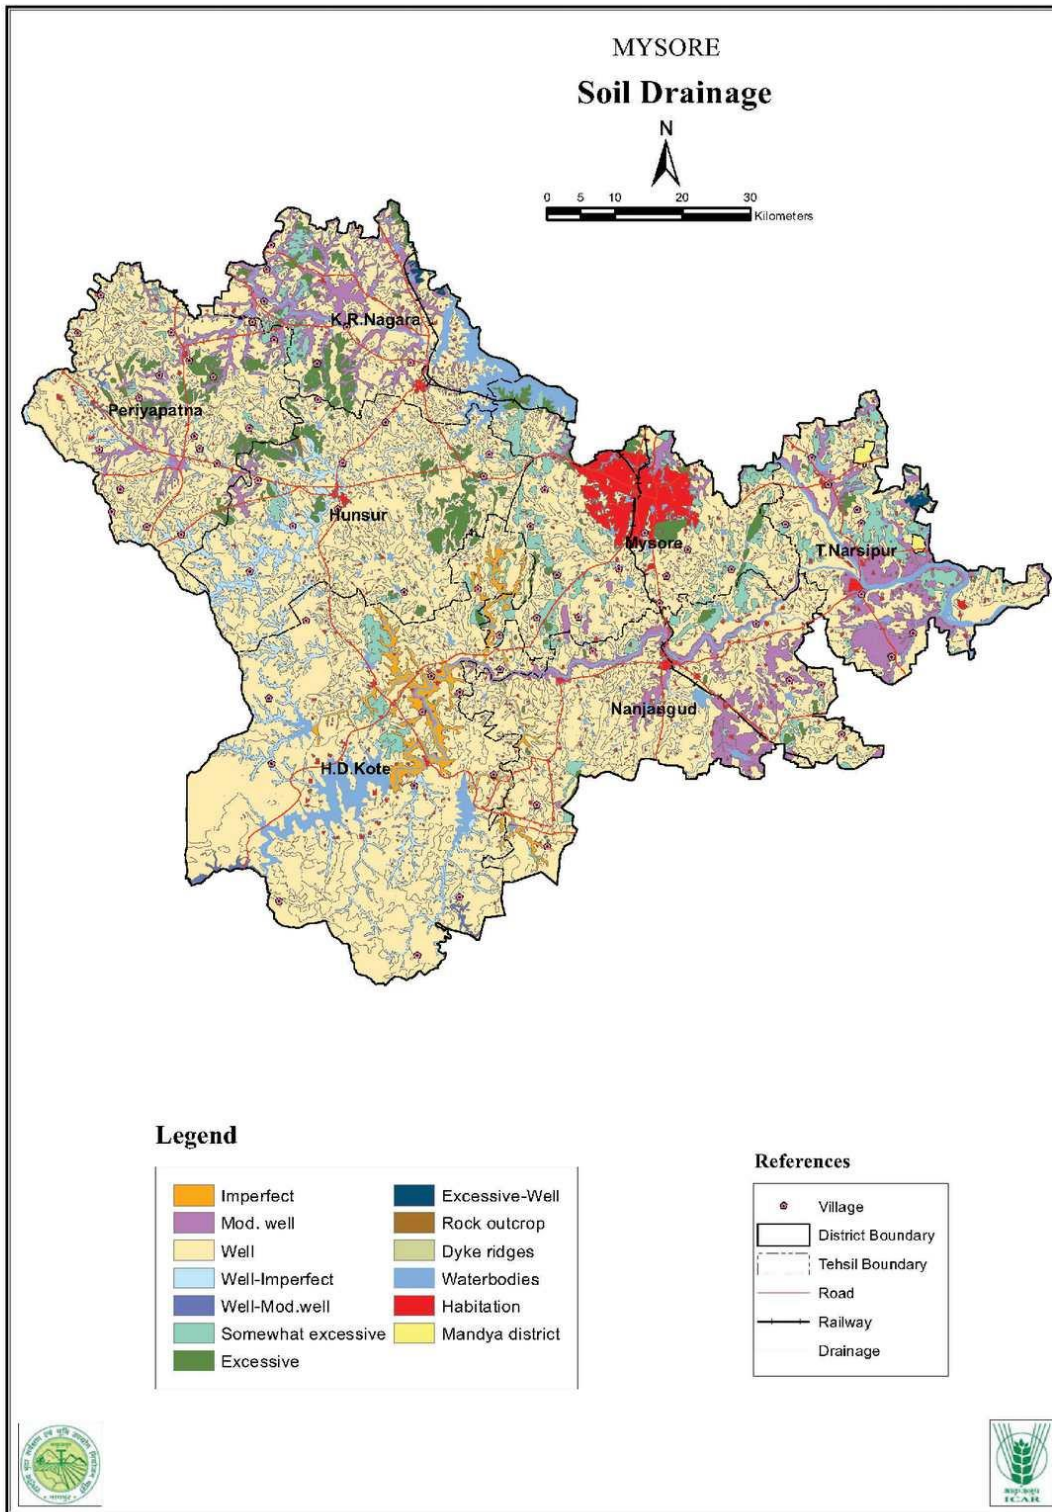 MYSORE
Soil Drainage
N
0 5 10 20 30
Kilometers
K.R.Nagara
Periyapatna
Hunsur
Mysore
T.Narsipur
Nanjangud
H.D.Kote
Legend
Imperfect
Mod. well
Well
Well-Imperfect
Well-Mod.well
Somewhat excessive
Excessive
Excessive-Well
Rock outcrop
Dyke ridges
Waterbodies
Habitation
Mandya district
References
Village
District Boundary
Tehsil Boundary
Road
Railway
Drainage
ICAR